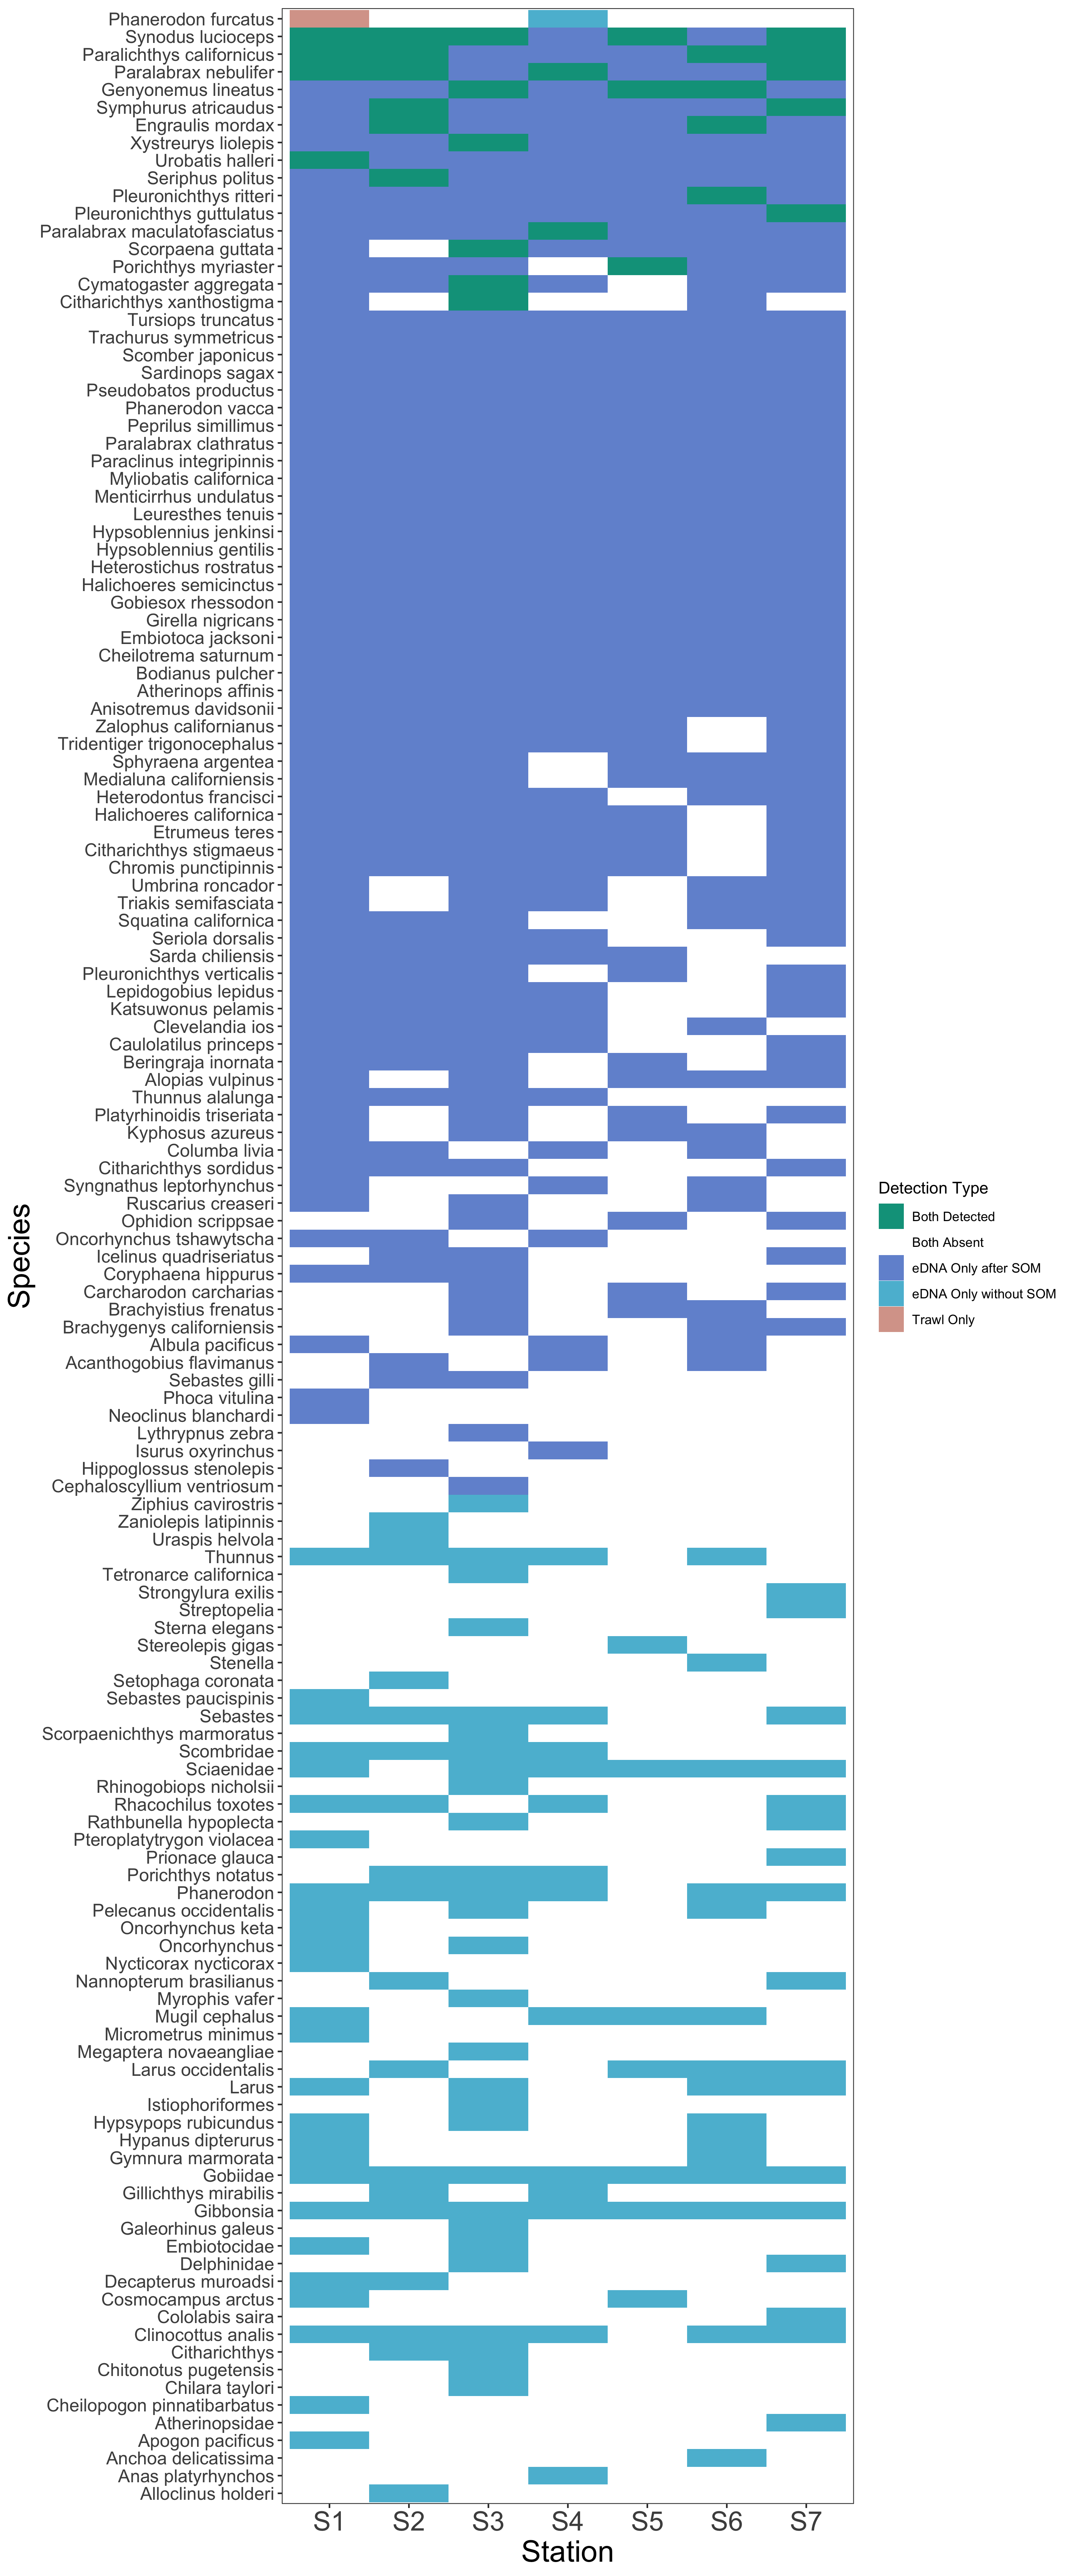 Phanerodon furcatus
Synodus lucioceps
Paralichthys californicus
Paralabrax nebulifer
Genyonemus lineatus
Symphurus atricaudus
Engraulis mordax
Xystreurys liolepis
Urobatis halleri
Seriphus politus
Pleuronichthys ritteri
Pleuronichthys guttulatus
Paralabrax maculatofasciatus
Scorpaena guttata
Porichthys myriaster
Cymatogaster aggregata
Citharichthys xanthostigma
Tursiops truncatus
Trachurus symmetricus
Scomber japonicus
Sardinops sagax
Pseudobatos productus
Phanerodon vacca
Peprilus simillimus
Paralabrax clathratus
Paraclinus integripinnis
Myliobatis californica
Menticirrhus undulatus
Leuresthes tenuis
Hypsoblennius jenkinsi
Hypsoblennius gentilis
Heterostichus rostratus
Halichoeres semicinctus
Gobiesox rhessodon
Girella nigricans
Embiotoca jacksoni
Cheilotrema saturnum
Bodianus pulcher
Atherinops affinis
Anisotremus davidsonii
Zalophus californianus
Tridentiger trigonocephalus
Sphyraena argentea
Medialuna californiensis
Heterodontus francisci
Halichoeres californica
Etrumeus teres
Citharichthys stigmaeus
Chromis punctipinnis
Umbrina roncador
Triakis semifasciata
Squatina californica
Seriola dorsalis
Sarda chiliensis
Pleuronichthys verticalis
Lepidogobius lepidus
Katsuwonus pelamis
Clevelandia ios
Caulolatilus princeps
Beringraja inornata
Alopias vulpinus
Thunnus alalunga
Platyrhinoidis triseriata
Kyphosus azureus
Columba livia
Citharichthys sordidus
Syngnathus leptorhynchus
Ruscarius creaseri
Ophidion scrippsae
Oncorhynchus tshawytscha
Icelinus quadriseriatus
Coryphaena hippurus
Carcharodon carcharias
Brachyistius frenatus
Brachygenys californiensis
Albula pacificus
Acanthogobius flavimanus
Sebastes gilli
Phoca vitulina
Neoclinus blanchardi
Lythrypnus zebra
Isurus oxyrinchus
Hippoglossus stenolepis
Cephaloscyllium ventriosum
Ziphius cavirostris
Zaniolepis latipinnis
Uraspis helvola
Thunnus
Tetronarce californica
Strongylura exilis
Streptopelia
Sterna elegans
Stereolepis gigas
Stenella
Setophaga coronata
Sebastes paucispinis
Sebastes
Scorpaenichthys marmoratus
Scombridae
Sciaenidae
Rhinogobiops nicholsii
Rhacochilus toxotes
Rathbunella hypoplecta
Pteroplatytrygon violacea
Prionace glauca
Porichthys notatus
Phanerodon
Pelecanus occidentalis
Oncorhynchus keta
Oncorhynchus
Nycticorax nycticorax
Nannopterum brasilianus
Myrophis vafer
Mugil cephalus
Micrometrus minimus
Megaptera novaeangliae
Larus occidentalis
Larus
Istiophoriformes
Hypsypops rubicundus
Hypanus dipterurus
Gymnura marmorata
Gobiidae
Gillichthys mirabilis
Gibbonsia
Galeorhinus galeus
Embiotocidae
Delphinidae
Decapterus muroadsi
Cosmocampus arctus
Cololabis saira
Clinocottus analis
Citharichthys
Chitonotus pugetensis
Chilara taylori
Cheilopogon pinnatibarbatus
Atherinopsidae
Apogon pacificus
Anchoa delicatissima
Anas platyrhynchos
Alloclinus holderi
Species
S1 S2 S3 S4 S5 S6 S7
Station
Detection Type
Both Detected
Both Absent
eDNA Only after SOM
eDNA Only without SOM
Trawl Only